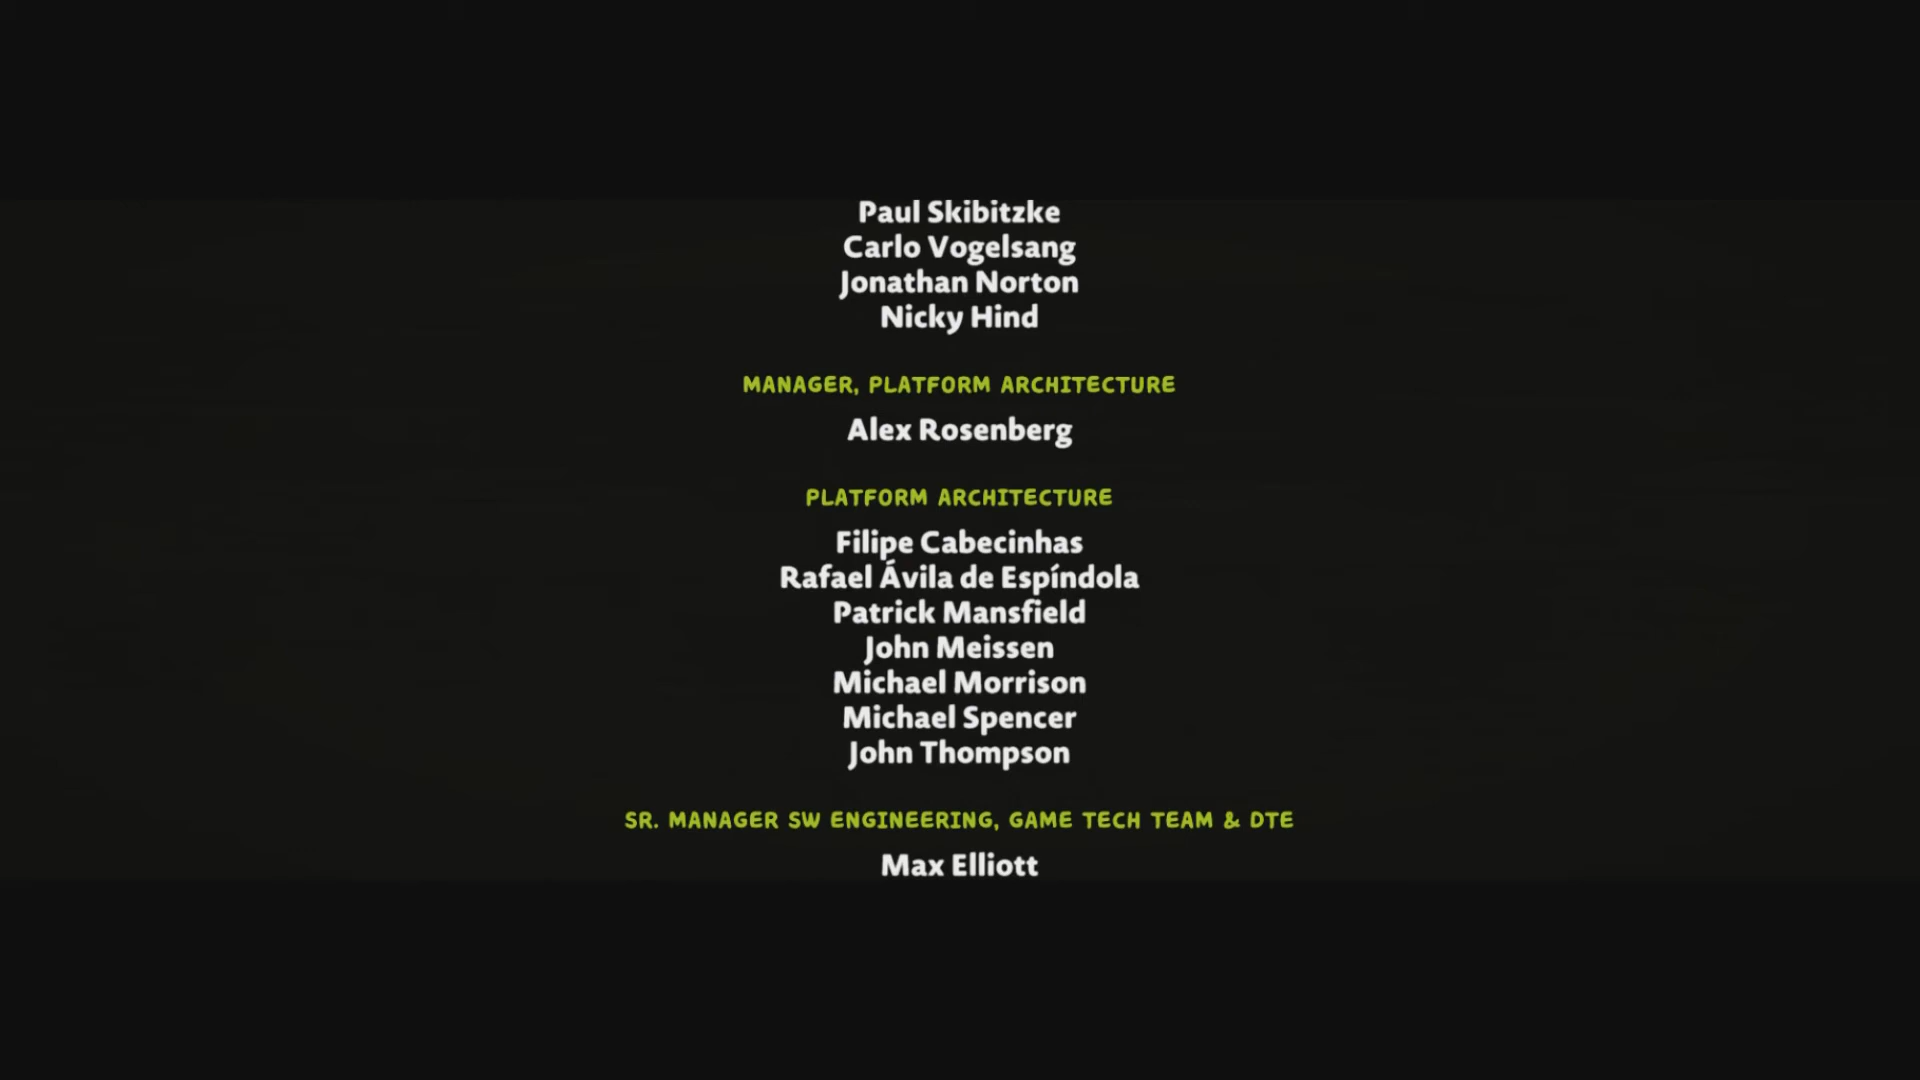 Paul Skibitzke
Carlo Vogelsang
Jonathan Norton
Nicky Hind
MANAGER, PLATFORM ARCHITECTURE
Alex Rosenberg
PLATFORM ARCHITECTURE
Filipe Cabecinhas
Rafael Ávila de Espíndola
Patrick Mansfield
John Meissen
Michael Morrison
Michael Spencer
John Thompson
SR. MANAGER SW ENGINEERING, GAME TECH TEAM & DTE
Max Elliott